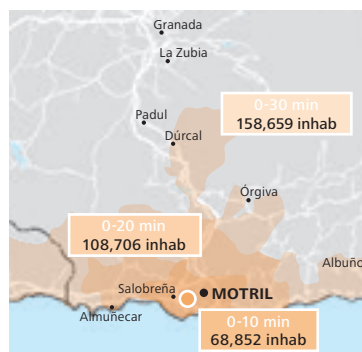 Granada
La Zubia
0-30 min
158,659 inhab
Padul
Dúrcal
Órgiva
0-20 min
108,706 inhab
Albuño
Salobreña
MOTRIL
Almuñecar
0-10 min
68,852 inhab